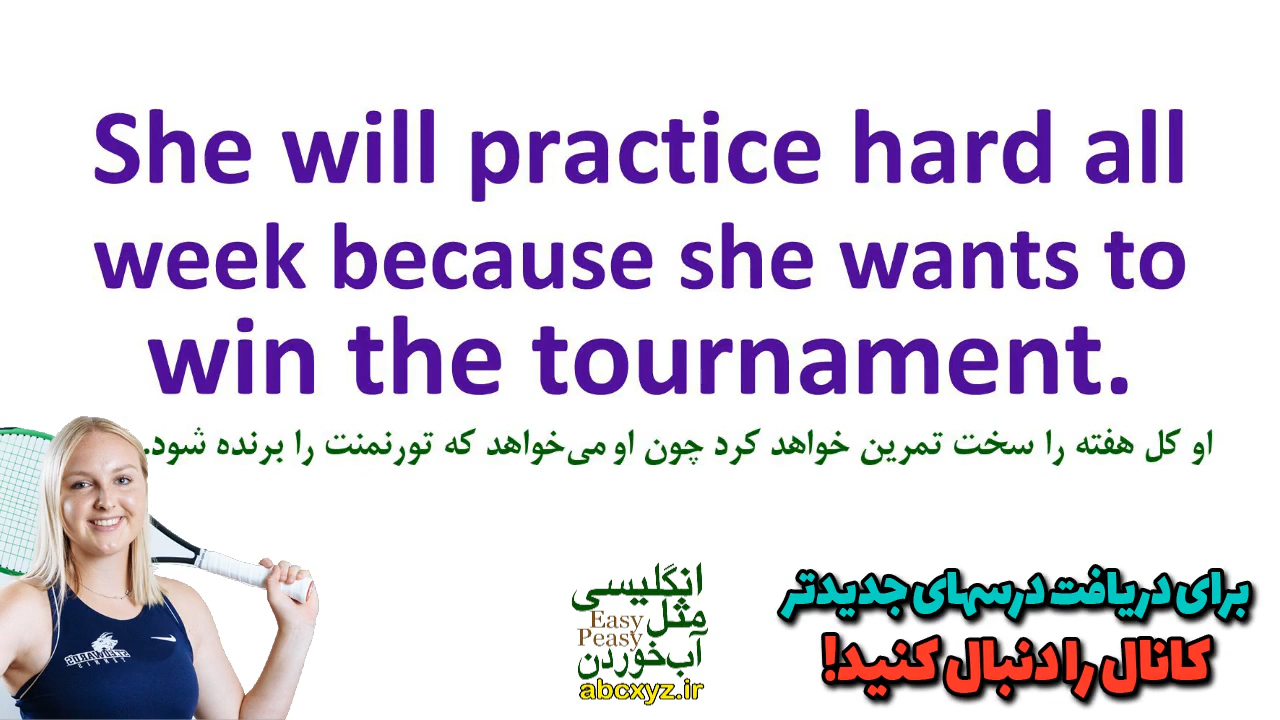 She will practice hard all
week because she wants to
win the tournament.
او کل هفته را سخت تمرین خواهد کرد چون او می‌خواهد که تورنمنت را برنده شود.
انگلیسی
مثل
Easy
Peasy
آب‌خوردن
abcxyz.ir
برای دریافت درسهای جدیدتر
کانال را دنبال کنید!